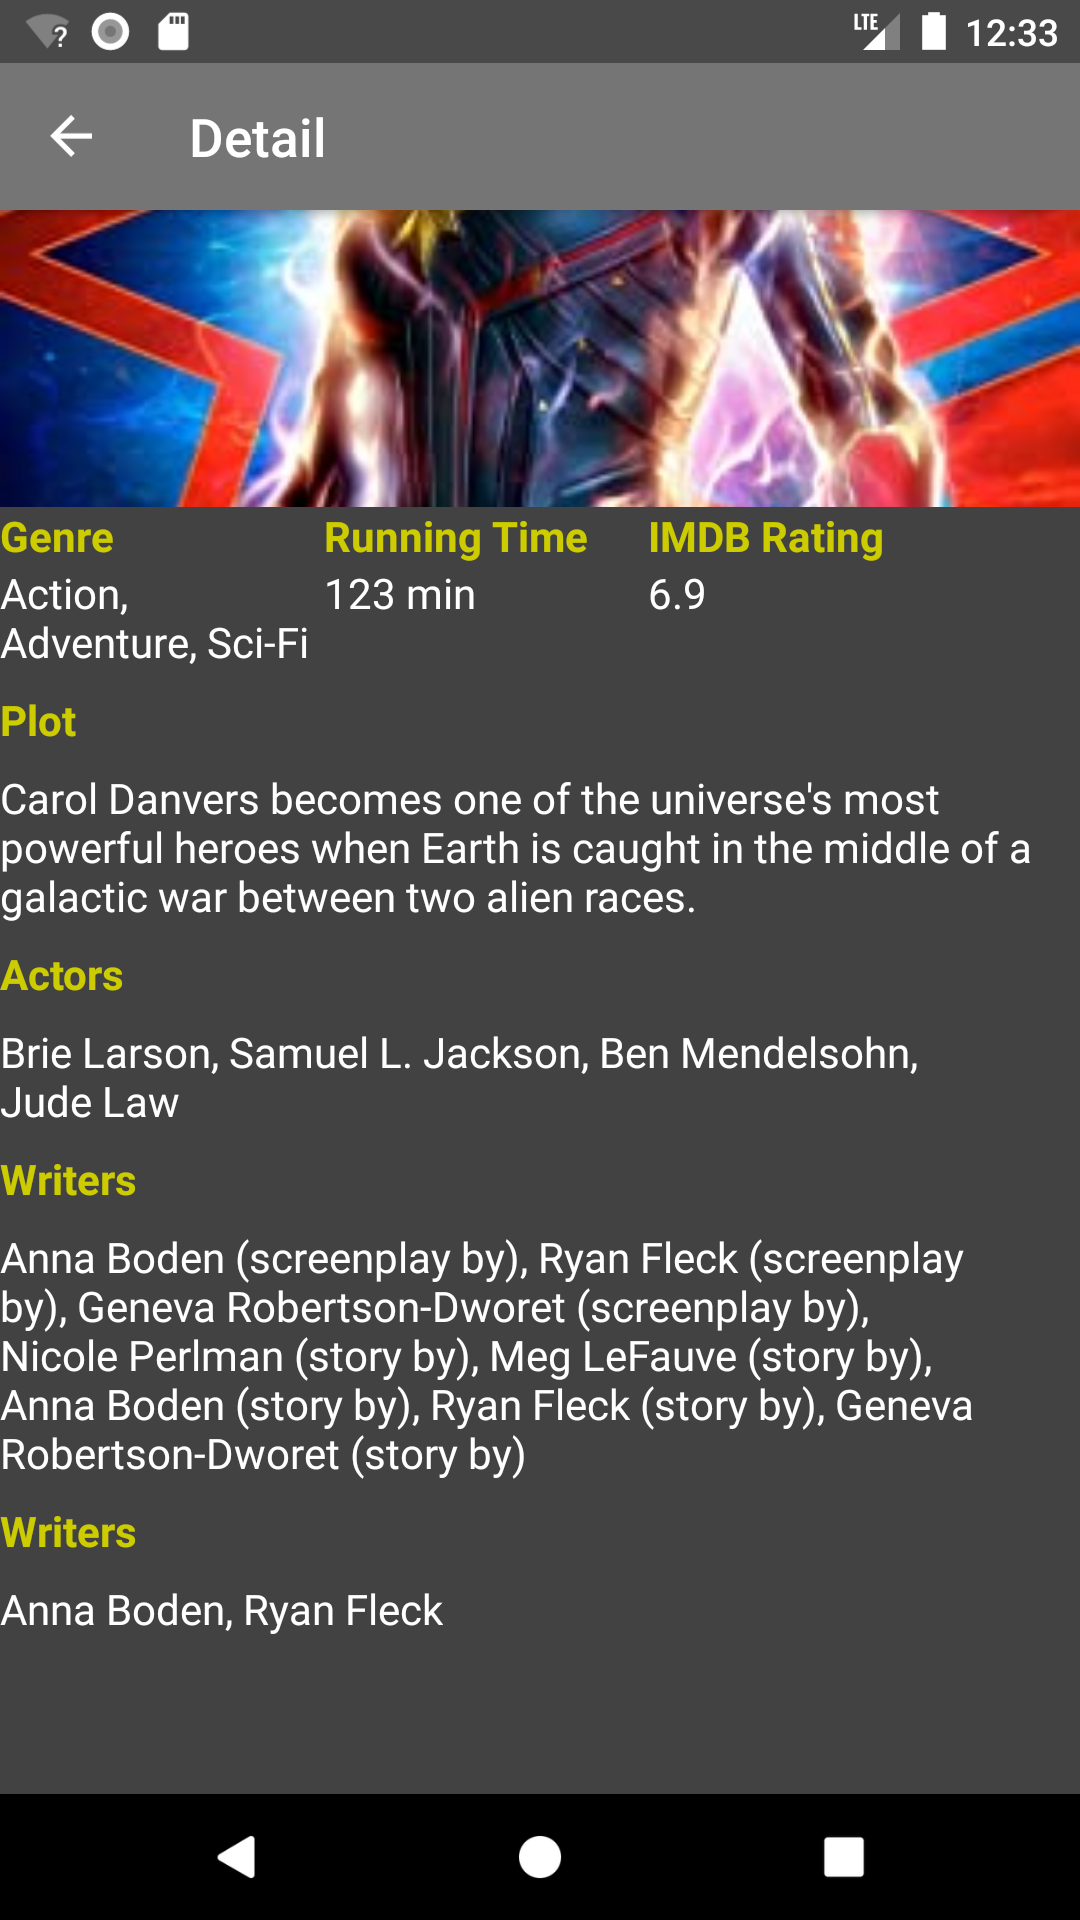 LTE 12:33
Detail
Genre Running Time IMDB Rating
Action, 123 min 6.9
Adventure, Sci-Fi
Plot
Carol Danvers becomes one of the universe's most
powerful heroes when Earth is caught in the middle of a
galactic war between two alien races.
Actors
Brie Larson, Samuel L. Jackson, Ben Mendelsohn,
Jude Law
Writers
Anna Boden (screenplay by), Ryan Fleck (screenplay
by), Geneva Robertson-Dworet (screenplay by),
Nicole Perlman (story by), Meg LeFauve (story by),
Anna Boden (story by), Ryan Fleck (story by), Geneva
Robertson-Dworet (story by)
Writers
Anna Boden, Ryan Fleck